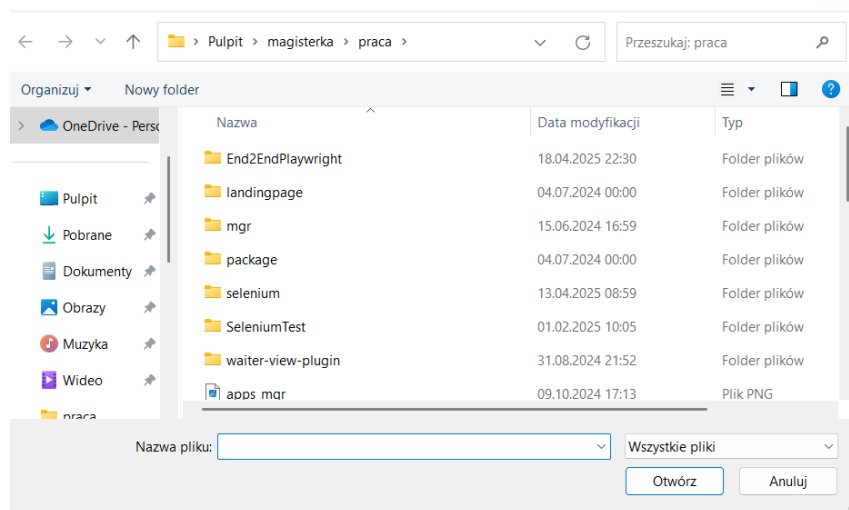 Pulpit > magisterka > praca > Przeszukaj: praca
Organizuj Nowy folder
OneDrive - Perso
Pulpit
Pobrane
Dokumenty
Obrazy
Muzyka
Wideo
praca
Nazwa Data modyfikacji Typ
End2EndPlaywright 18.04.2025 22:30 Folder plików
landingpage 04.07.2024 00:00 Folder plików
mgr 15.06.2024 16:59 Folder plików
package 04.07.2024 00:00 Folder plików
selenium 13.04.2025 08:59 Folder plików
SeleniumTest 01.02.2025 10:05 Folder plików
waiter-view-plugin 31.08.2024 21:52 Folder plików
apps mgr 09.10.2024 17:13 Plik PNG
Nazwa pliku: Wszystkie pliki
Otwórz Anuluj